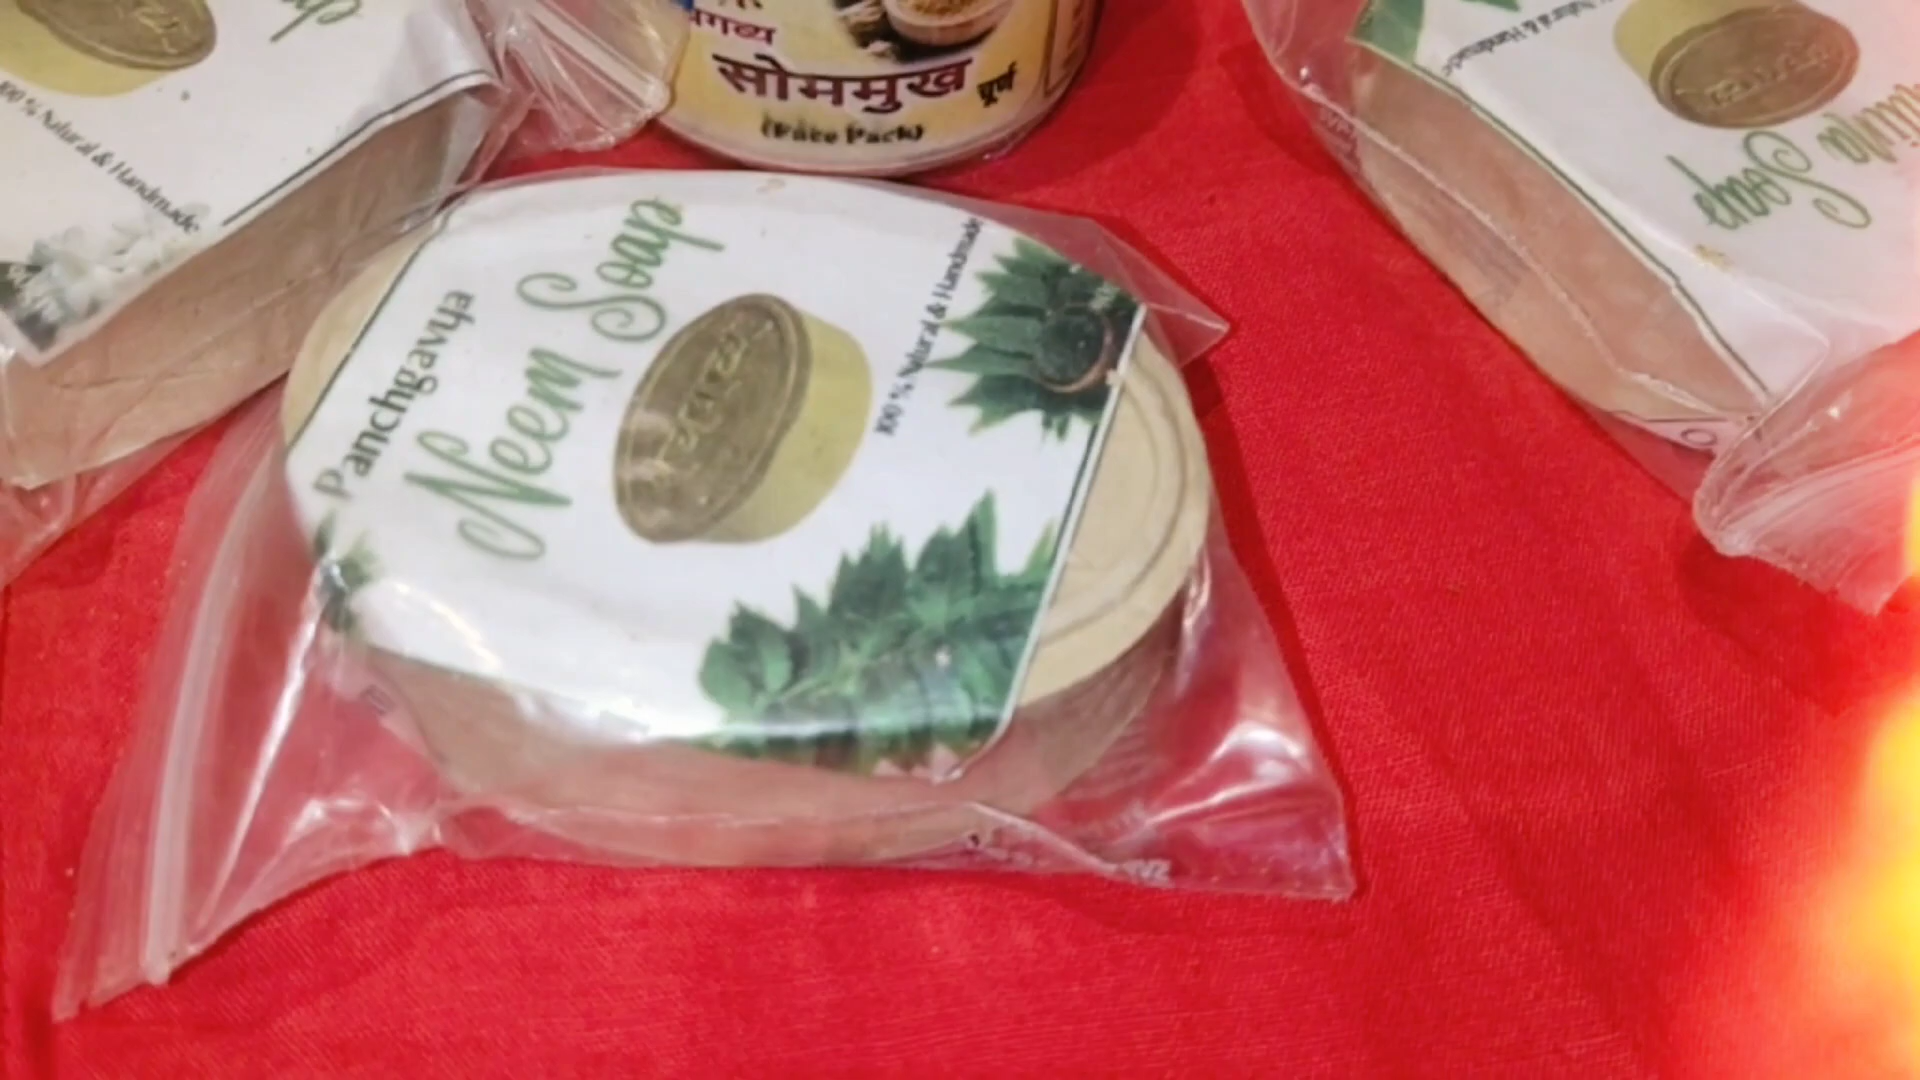 सोममुख चूर्ण
(Face Pack)
100 % Natural & Handmade
Panchgavya
Neem Soap
100 % Natural & Handmade
Soap